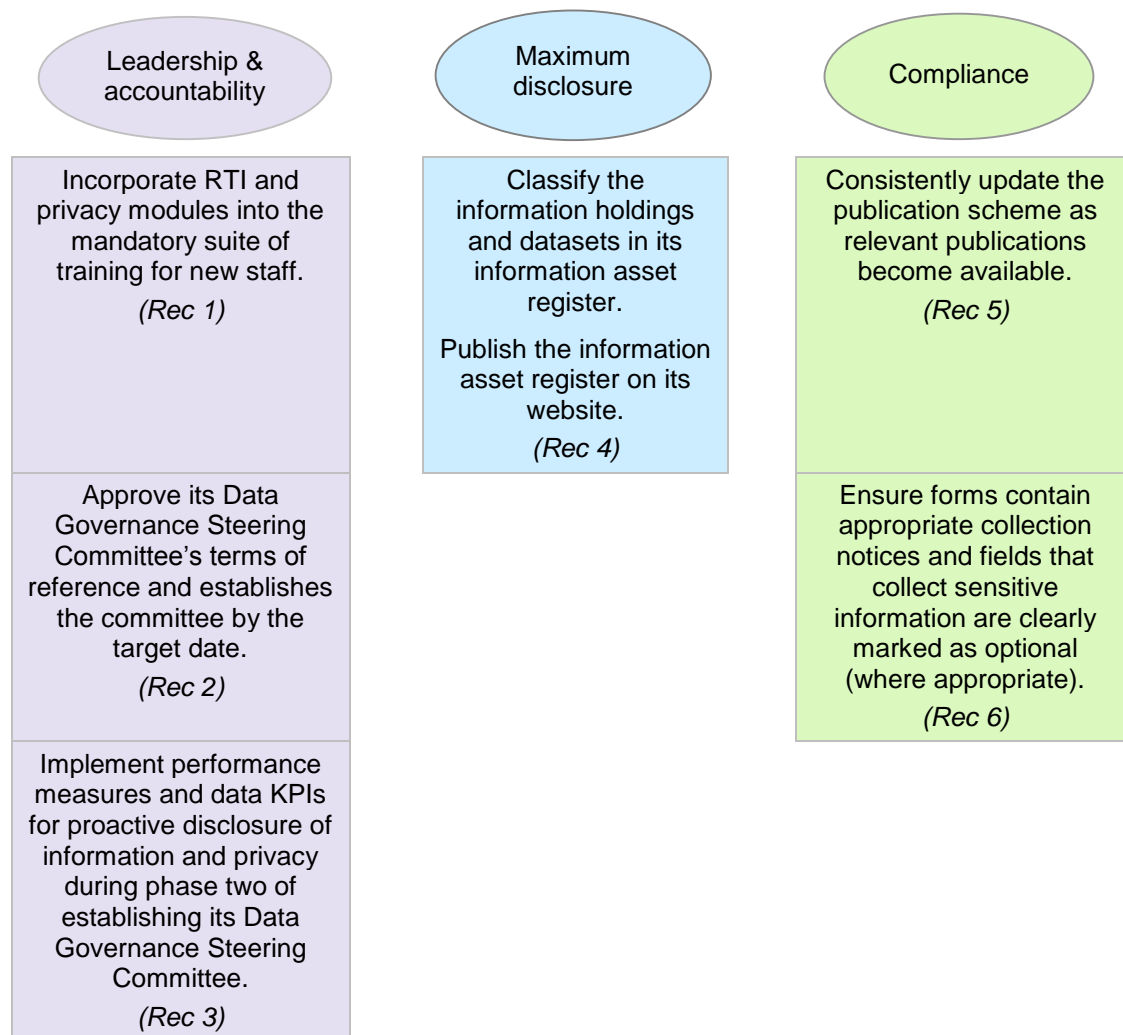 Leadership &
accountability
Incorporate RTI and
privacy modules into the
mandatory suite of
training for new staff.
(Rec 1)
Approve its Data
Governance Steering
Committee’s terms of
reference and establishes
the committee by the
target date.
(Rec 2)
Implement performance
measures and data KPIs
for proactive disclosure of
information and privacy
during phase two of
establishing its Data
Governance Steering
Committee.
(Rec 3)
Maximum
disclosure
Classify the
information holdings
and datasets in its
information asset
register.
Publish the information
asset register on its
website.
(Rec 4)
Compliance
Consistently update the
publication scheme as
relevant publications
become available.
(Rec 5)
Ensure forms contain
appropriate collection
notices and fields that
collect sensitive
information are clearly
marked as optional
(where appropriate).
(Rec 6)